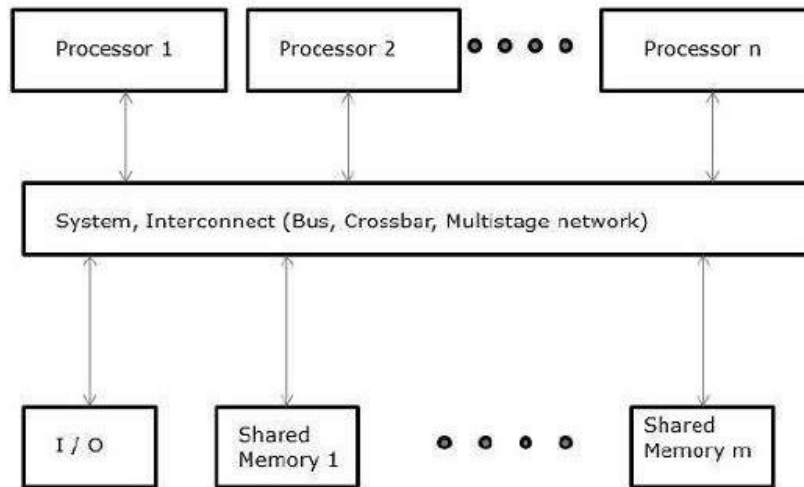 Processor 1
Processor 2
Processor n
System, Interconnect (Bus, Crossbar, Multistage network)
I / O
Shared
Memory 1
Shared
Memory m